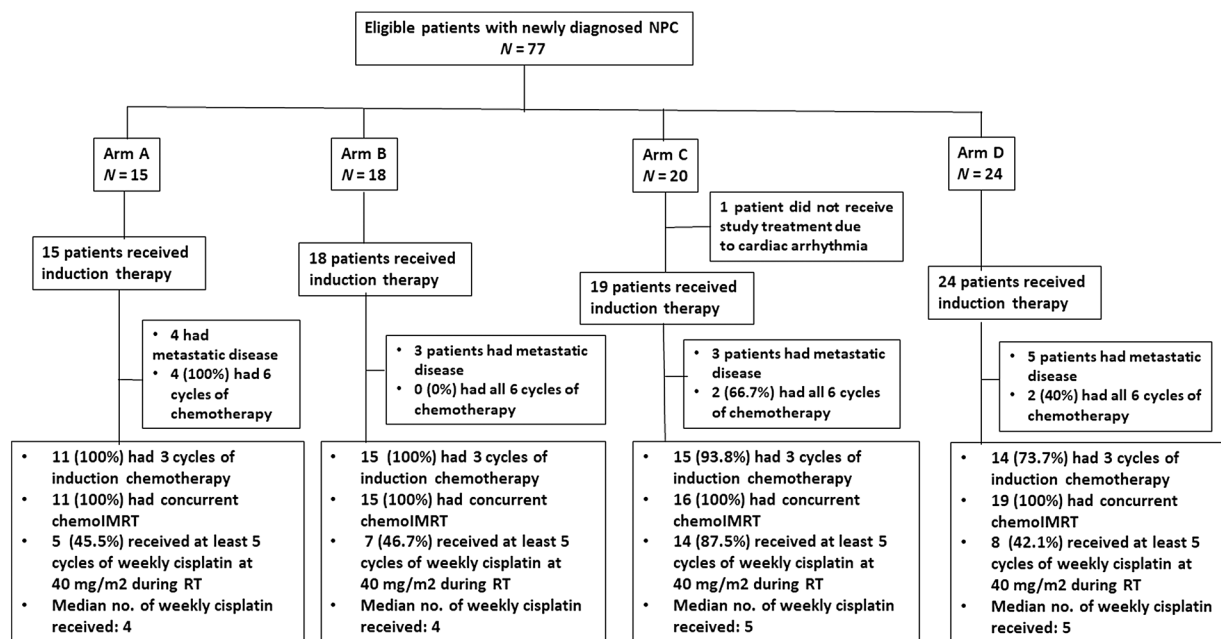 Eligible patients with newly diagnosed NPC
N = 77
Arm A
N = 15
Arm B
N = 18
Arm C
N = 20
Arm D
N = 24
1 patient did not receive
study treatment due
to cardiac arrhythmia
15 patients received
induction therapy
18 patients received
induction therapy
19 patients received
induction therapy
24 patients received
induction therapy
• 4 had
metastatic disease
• 4 (100%) had 6
cycles of
chemotherapy
• 3 patients had metastatic
disease
• 0 (0%) had all 6 cycles of
chemotherapy
• 3 patients had metastatic
disease
• 2 (66.7%) had all 6 cycles
of chemotherapy
• 5 patients had metastatic
disease
• 2 (40%) had all 6 cycles of
chemotherapy
• 11 (100%) had 3 cycles of
induction chemotherapy
• 11 (100%) had concurrent
chemoIMRT
• 5 (45.5%) received at least 5
cycles of weekly cisplatin at
40 mg/m2 during RT
• Median no. of weekly cisplatin
received: 4
• 15 (100%) had 3 cycles of
induction chemotherapy
• 15 (100%) had concurrent
chemoIMRT
• 7 (46.7%) received at least 5
cycles of weekly cisplatin at
40 mg/m2 during RT
• Median no. of weekly cisplatin
received: 4
• 15 (93.8%) had 3 cycles of
induction chemotherapy
• 16 (100%) had concurrent
chemoIMRT
• 14 (87.5%) received at least 5
cycles of weekly cisplatin at
40 mg/m2 during RT
• Median no. of weekly cisplatin
received: 5
• 14 (73.7%) had 3 cycles of
induction chemotherapy
• 19 (100%) had concurrent
chemoIMRT
• 8 (42.1%) received at least 5
cycles of weekly cisplatin at
40 mg/m2 during RT
• Median no. of weekly cisplatin
received: 5